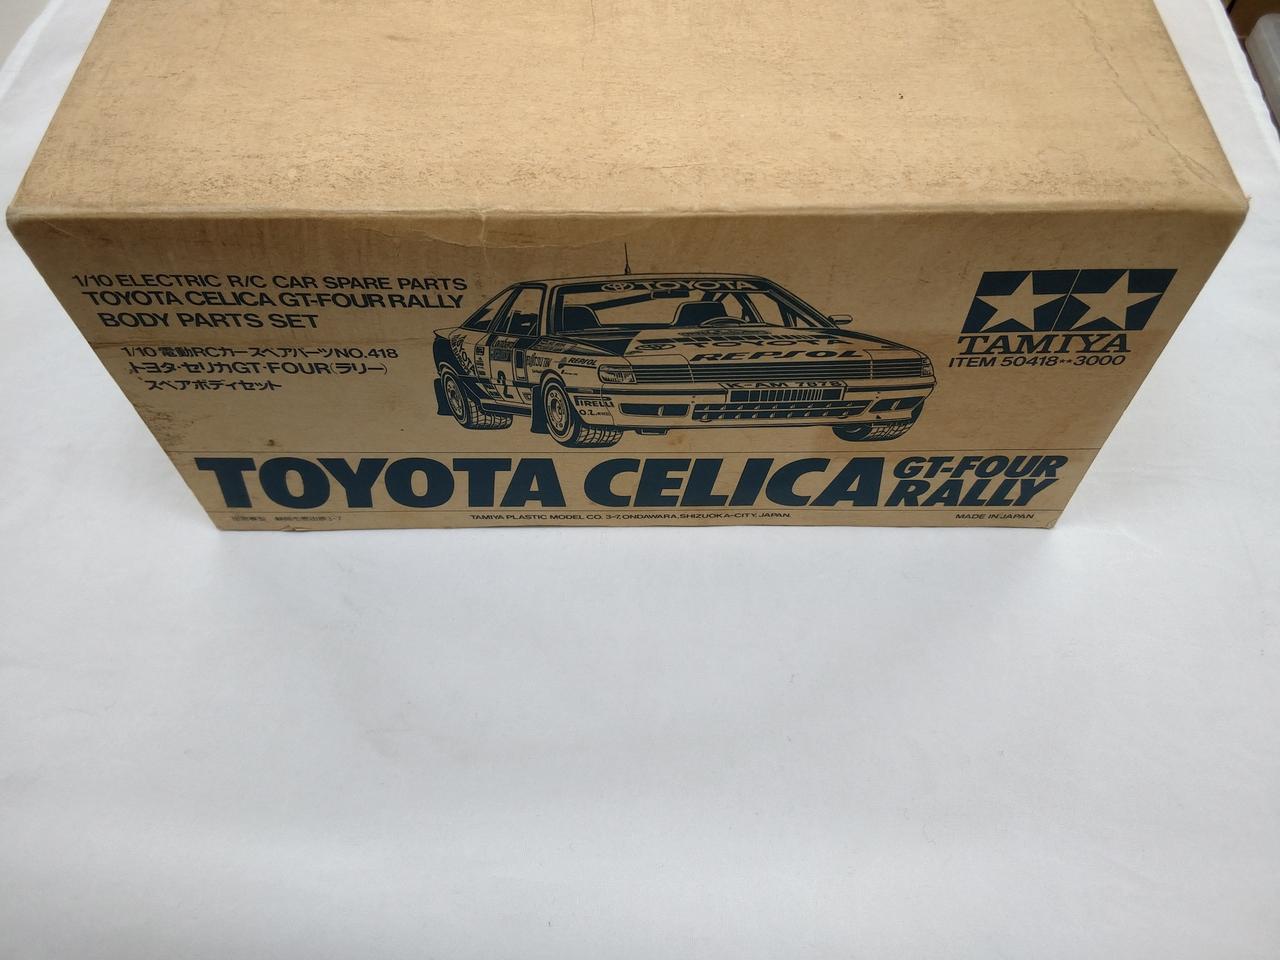 1/10 ELECTRIC R/C CAR SPARE PARTS
TOYOTA CELICA GT-FOUR RALLY
BODY PARTS SET
1/10 電動RCカースペアパーツNO.418
トヨタ・セリカGT-FOUR(ラリー)
スペアボディセット
TOYOTA
TOYOTA
REPSOL
REPSOL
2
PIRELLI
K-AM 7878
TAMIYA
ITEM 50418**3000
TOYOTA CELICA GT-FOUR RALLY
TAMIYA PLASTIC MODEL CO. 3-7, ONDAWARA, SHIZUOKA-CITY, JAPAN.
MADE IN JAPAN